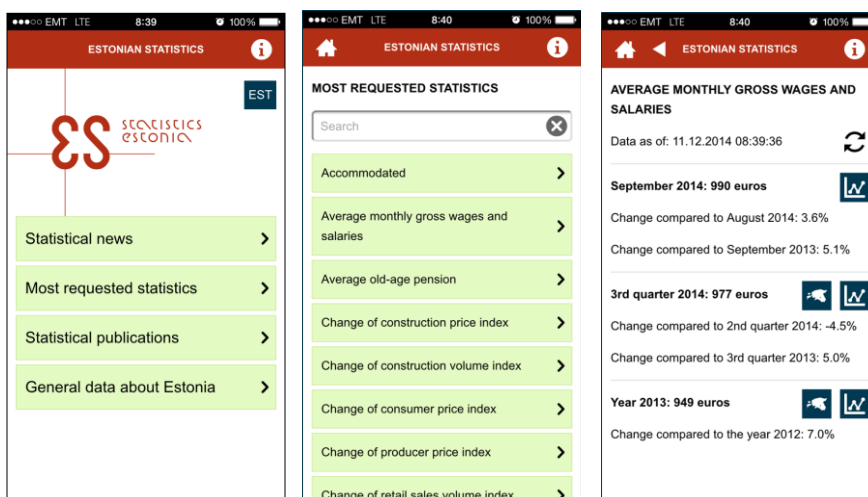 EMT LTE 8:39 100%
ESTONIAN STATISTICS
EST
statistics
estonia
Statistical news
Most requested statistics
Statistical publications
General data about Estonia
EMT LTE 8:40 100%
ESTONIAN STATISTICS
MOST REQUESTED STATISTICS
Search
Accommodated
Average monthly gross wages and
salaries
Average old-age pension
Change of construction price index
Change of construction volume index
Change of consumer price index
Change of producer price index
Change of retail sales volume index
EMT LTE 8:40 100%
ESTONIAN STATISTICS
AVERAGE MONTHLY GROSS WAGES AND
SALARIES
Data as of: 11.12.2014 08:39:36
September 2014: 990 euros
Change compared to August 2014: 3.6%
Change compared to September 2013: 5.1%
3rd quarter 2014: 977 euros
Change compared to 2nd quarter 2014: -4.5%
Change compared to 3rd quarter 2013: 5.0%
Year 2013: 949 euros
Change compared to the year 2012: 7.0%